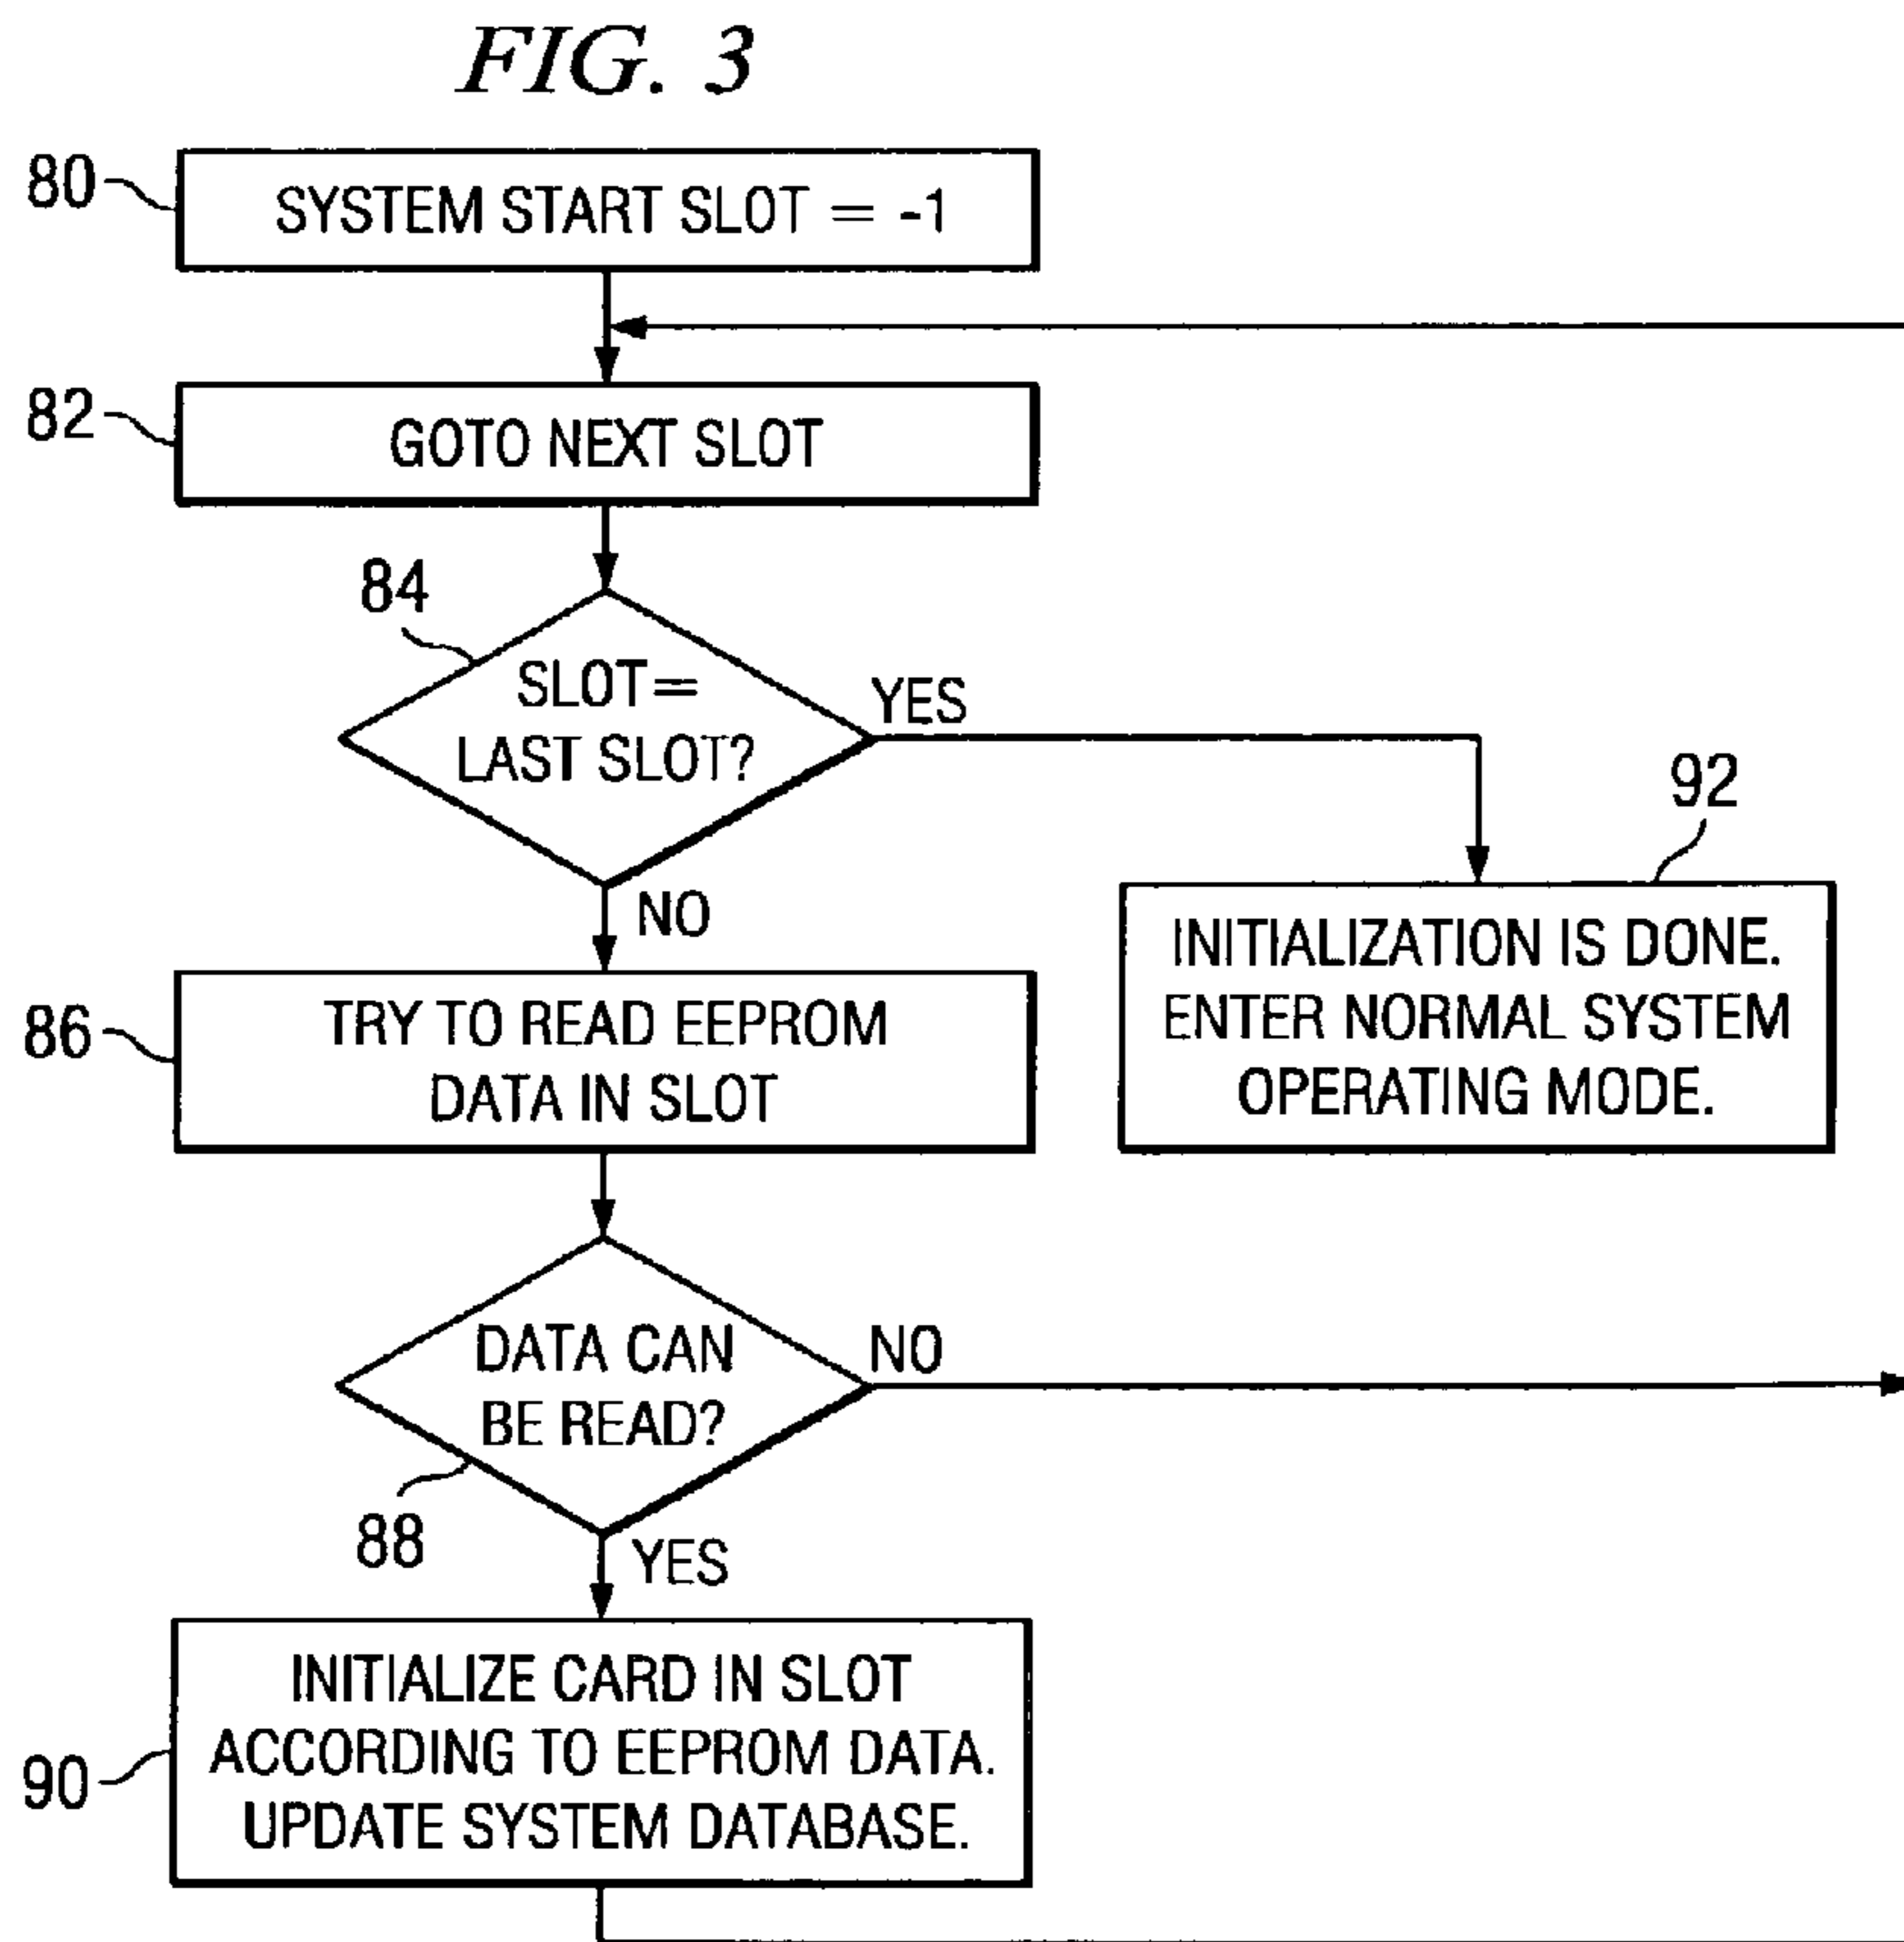 FIG. 3
80
SYSTEM START SLOT = -1
82
GOTO NEXT SLOT
84
SLOT=
LAST SLOT?
YES
NO
92
INITIALIZATION IS DONE.
ENTER NORMAL SYSTEM
OPERATING MODE.
86
TRY TO READ EEPROM
DATA IN SLOT
DATA CAN
BE READ?
NO
88
YES
90
INITIALIZE CARD IN SLOT
ACCORDING TO EEPROM DATA.
UPDATE SYSTEM DATABASE.